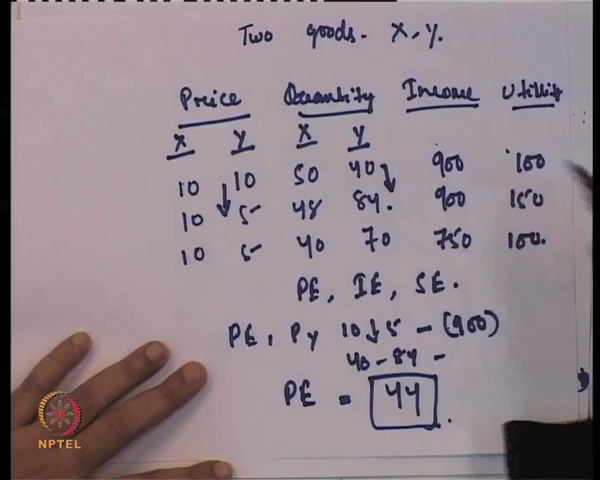 Two goods - X, Y.
Price Quantity Income Utility
X Y X Y
10 10 50 40 900 100
10 5 48 84 900 150
10 5 40 70 750 100
PE, IE, SE.
PE, Py 10 ↓ 5 - (900)
40 - 84 -
PE = 44
NPTEL